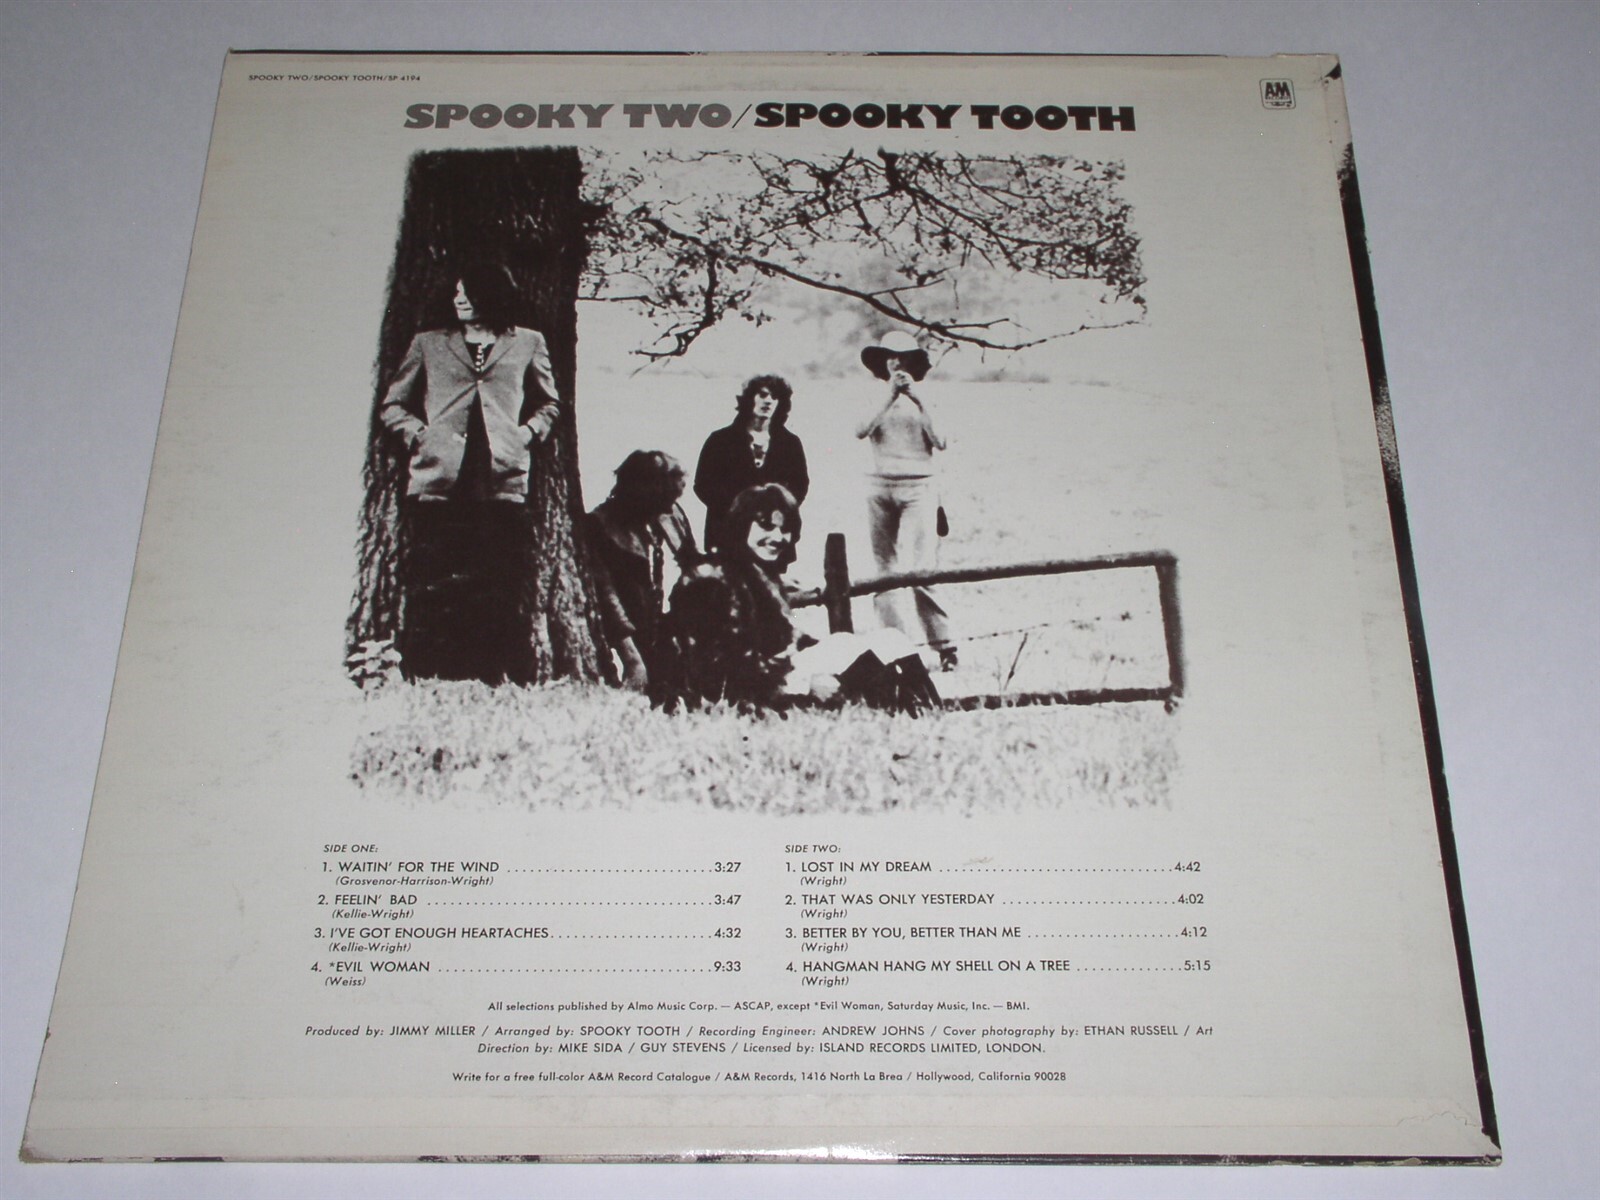 SPOOKY TWO/SPOOKY TOOTH/SP 4194
AM
SPOOKY TWO/SPOOKY TOOTH
SIDE ONE:
1. WAITIN' FOR THE WIND ............................ 3:27
(Grosvenor-Harrison-Wright)
2. FEELIN' BAD ...................................... 3:47
(Kellie-Wright)
3. I'VE GOT ENOUGH HEARTACHES...................... 4:32
(Kellie-Wright)
4. *EVIL WOMAN ..................................... 9:33
(Weiss)
SIDE TWO:
1. LOST IN MY DREAM ................................ 4:42
(Wright)
2. THAT WAS ONLY YESTERDAY ........................ 4:02
(Wright)
3. BETTER BY YOU, BETTER THAN ME .................... 4:12
(Wright)
4. HANGMAN HANG MY SHELL ON A TREE .............. 5:15
(Wright)
All selections published by Almo Music Corp. — ASCAP, except *Evil Woman, Saturday Music, Inc. — BMI.
Produced by: JIMMY MILLER / Arranged by: SPOOKY TOOTH / Recording Engineer: ANDREW JOHNS / Cover photography by: ETHAN RUSSELL / Art
Direction by: MIKE SIDA / GUY STEVENS / Licensed by: ISLAND RECORDS LIMITED, LONDON.
Write for a free full-color A&M Record Catalogue / A&M Records, 1416 North La Brea / Hollywood, California 90028